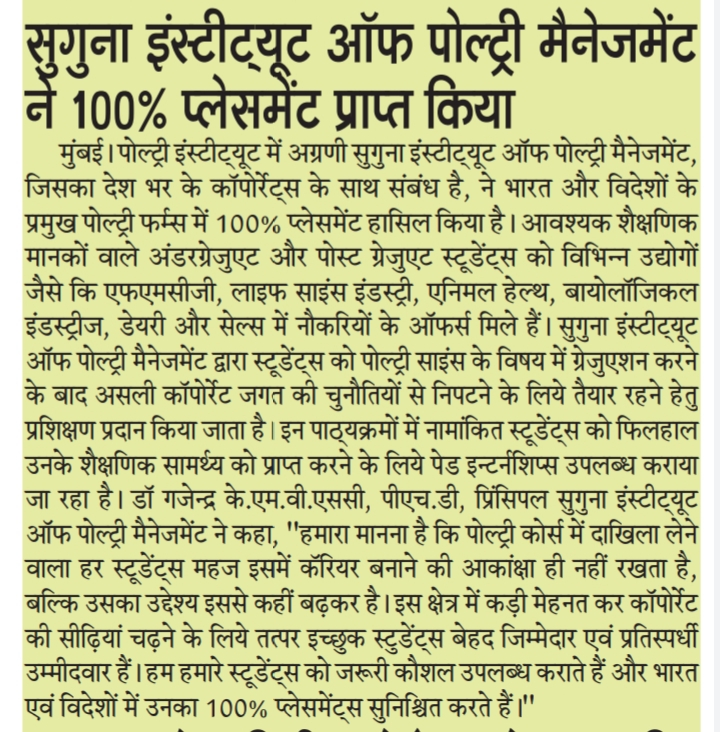 सुगुना इंस्टीट्यूट ऑफ पोल्ट्री मैनेजमेंट
ने 100% प्लेसमेंट प्राप्त किया
मुंबई। पोल्ट्री इंस्टीट्यूट में अग्रणी सुगुना इंस्टीट्यूट ऑफ पोल्ट्री मैनेजमेंट,
जिसका देश भर के कॉपोर्रेट्स के साथ संबंध है, ने भारत और विदेशों के
प्रमुख पोल्ट्री फर्म्स में 100% प्लेसमेंट हासिल किया है। आवश्यक शैक्षणिक
मानकों वाले अंडरग्रेजुएट और पोस्ट ग्रेजुएट स्टूडेंट्स को विभिन्न उद्योगों
जैसे कि एफएमसीजी, लाइफ साइंस इंडस्ट्री, एनिमल हेल्थ, बायोलॉजिकल
इंडस्ट्रीज, डेयरी और सेल्स में नौकरियों के ऑफर्स मिले हैं। सुगुना इंस्टीट्यूट
ऑफ पोल्ट्री मैनेजमेंट द्वारा स्टूडेंट्स को पोल्ट्री साइंस के विषय में ग्रेजुएशन करने
के बाद असली कॉपोर्रेट जगत की चुनौतियों से निपटने के लिये तैयार रहने हेतु
प्रशिक्षण प्रदान किया जाता है। इन पाठ्यक्रमों में नामांकित स्टूडेंट्स को फिलहाल
उनके शैक्षणिक सामर्थ्य को प्राप्त करने के लिये पेड इन्टर्नशिप्स उपलब्ध कराया
जा रहा है। डॉ गजेन्द्र के.एम.वी.एससी, पीएच.डी, प्रिंसिपल सुगुना इंस्टीट्यूट
ऑफ पोल्ट्री मैनेजमेंट ने कहा, ''हमारा मानना है कि पोल्ट्री कोर्स में दाखिला लेने
वाला हर स्टूडेंट्स महज इसमें कॅरियर बनाने की आकांक्षा ही नहीं रखता है,
बल्कि उसका उद्देश्य इससे कहीं बढ़कर है। इस क्षेत्र में कड़ी मेहनत कर कॉपोर्रेट
की सीढ़ियां चढ़ने के लिये तत्पर इच्छुक स्टुडेंट्स बेहद जिम्मेदार एवं प्रतिस्पर्धी
उम्मीदवार हैं। हम हमारे स्टूडेंट्स को जरूरी कौशल उपलब्ध कराते हैं और भारत
एवं विदेशों में उनका 100% प्लेसमेंट्स सुनिश्चित करते हैं।''